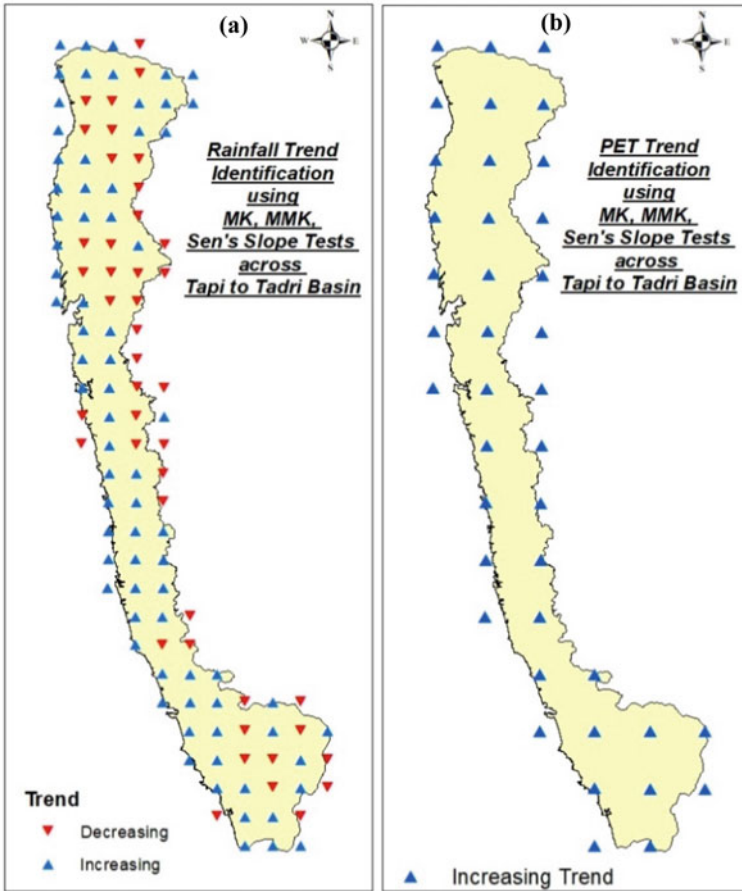 (a)
N
W E
S
Rainfall Trend
Identification
using
MK, MMK,
Sen's Slope Tests
across
Tapi to Tadri Basin
Trend
Decreasing
Increasing
(b)
N
W E
S
PET Trend
Identification
using
MK, MMK,
Sen's Slope Tests
across
Tapi to Tadri Basin
Increasing Trend